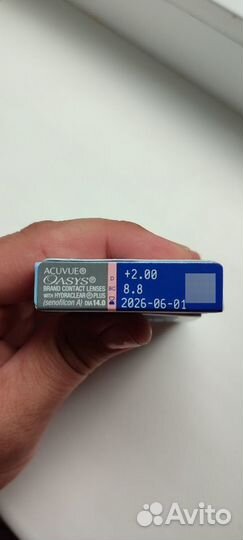 ACUVUE®
OASYS®
BRAND CONTACT LENSES
WITH HYDRACLEAR® PLUS
(senofilcon A) DIA 14.0
D +2.00
BC 8.8
2026-06-01
Avito